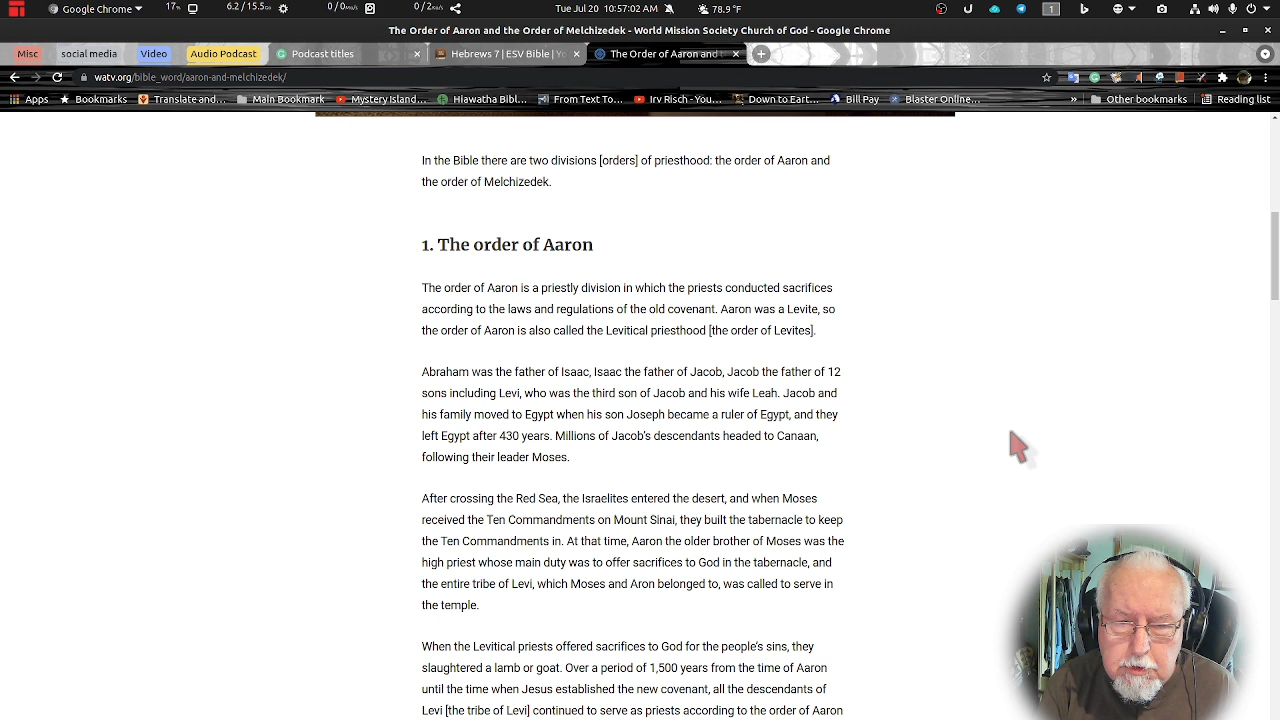 Google Chrome
17%
6.2 / 15.5
0 / 0
0 / 2
Tue Jul 20 10:57:02 AM
78.9 °F
1
The Order of Aaron and the Order of Melchizedek - World Mission Society Church of God - Google Chrome
Misc
social media
Video
Audio Podcast
Podcast titles
Hebrews 7 | ESV Bible | Yo
The Order of Aaron and t
watv.org/bible_word/aaron-and-melchizedek/
Apps
Bookmarks
Translate and...
Main Bookmark
Mystery Island...
Hiawatha Bibl...
From Text To...
Irv Risch - You...
Down to Eart...
Bill Pay
Blaster Online...
»
Other bookmarks
Reading list
In the Bible there are two divisions [orders] of priesthood: the order of Aaron and
the order of Melchizedek.
1. The order of Aaron
The order of Aaron is a priestly division in which the priests conducted sacrifices
according to the laws and regulations of the old covenant. Aaron was a Levite, so
the order of Aaron is also called the Levitical priesthood [the order of Levites].
Abraham was the father of Isaac, Isaac the father of Jacob, Jacob the father of 12
sons including Levi, who was the third son of Jacob and his wife Leah. Jacob and
his family moved to Egypt when his son Joseph became a ruler of Egypt, and they
left Egypt after 430 years. Millions of Jacob's descendants headed to Canaan,
following their leader Moses.
After crossing the Red Sea, the Israelites entered the desert, and when Moses
received the Ten Commandments on Mount Sinai, they built the tabernacle to keep
the Ten Commandments in. At that time, Aaron the older brother of Moses was the
high priest whose main duty was to offer sacrifices to God in the tabernacle, and
the entire tribe of Levi, which Moses and Aron belonged to, was called to serve in
the temple.
When the Levitical priests offered sacrifices to God for the people's sins, they
slaughtered a lamb or goat. Over a period of 1,500 years from the time of Aaron
until the time when Jesus established the new covenant, all the descendants of
Levi [the tribe of Levi] continued to serve as priests according to the order of Aaron